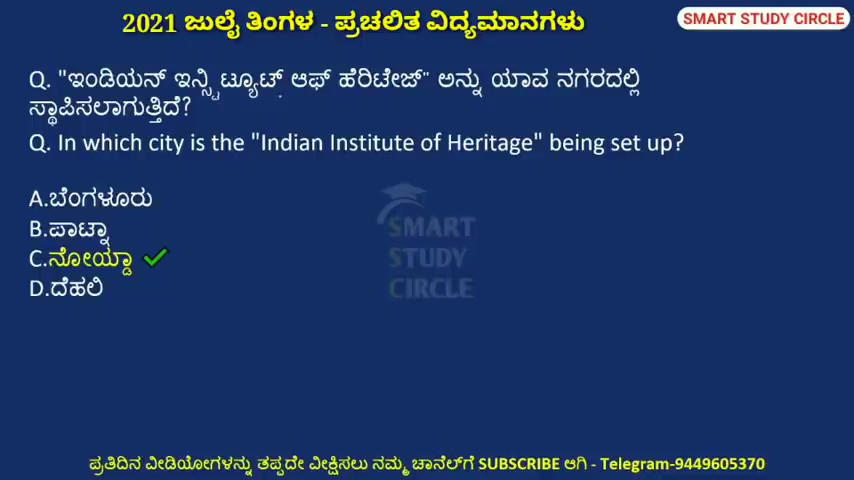 2021 ಜುಲೈ ತಿಂಗಳ - ಪ್ರಚಲಿತ ವಿದ್ಯಮಾನಗಳು
SMART STUDY CIRCLE
Q. "ಇಂಡಿಯನ್ ಇನ್ಸ್ಟಿಟ್ಯೂಟ್ ಆಫ್ ಹೆರಿಟೇಜ್" ಅನ್ನು ಯಾವ ನಗರದಲ್ಲಿ
ಸ್ಥಾಪಿಸಲಾಗುತ್ತಿದೆ?
Q. In which city is the "Indian Institute of Heritage" being set up?
A.ಬೆಂಗಳೂರು
B.ಪಾಟ್ನಾ
C.ನೋಯ್ಡಾ
D.ದೆಹಲಿ
SMART
STUDY
CIRCLE
ಪ್ರತಿದಿನ ವೀಡಿಯೋಗಳನ್ನು ತಪ್ಪದೇ ವೀಕ್ಷಿಸಲು ನಮ್ಮ ಚಾನೆಲ್‌ಗೆ SUBSCRIBE ಆಗಿ - Telegram-9449605370